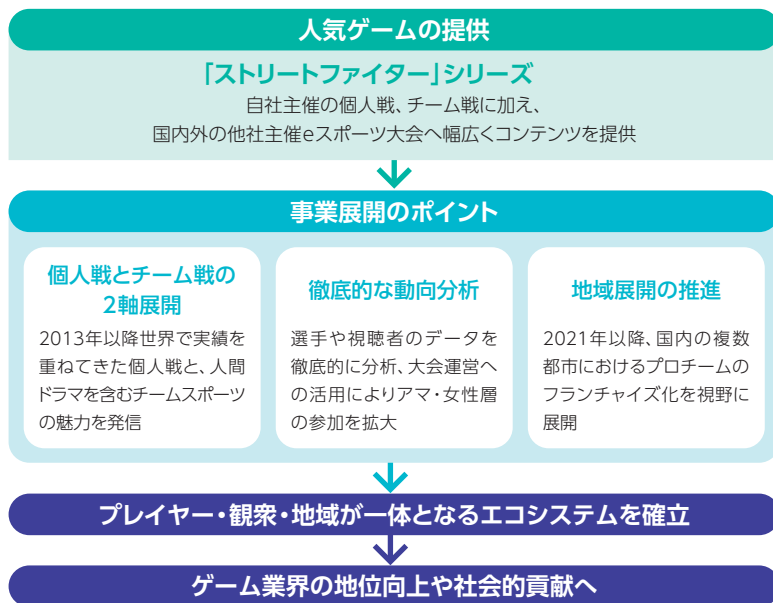 人気ゲームの提供
「ストリートファイター」シリーズ
自社主催の個人戦、チーム戦に加え、
国内外の他社主催eスポーツ大会へ幅広くコンテンツを提供
事業展開のポイント
個人戦とチーム戦の
2軸展開
2013年以降世界で実績を
重ねてきた個人戦と、人間
ドラマを含むチームスポーツ
の魅力を発信
徹底的な動向分析
選手や視聴者のデータを
徹底的に分析、大会運営へ
の活用によりアマ・女性層
の参加を拡大
地域展開の推進
2021年以降、国内の複数
都市におけるプロチームの
フランチャイズ化を視野に
展開
プレイヤー・観衆・地域が一体となるエコシステムを確立
ゲーム業界の地位向上や社会的貢献へ